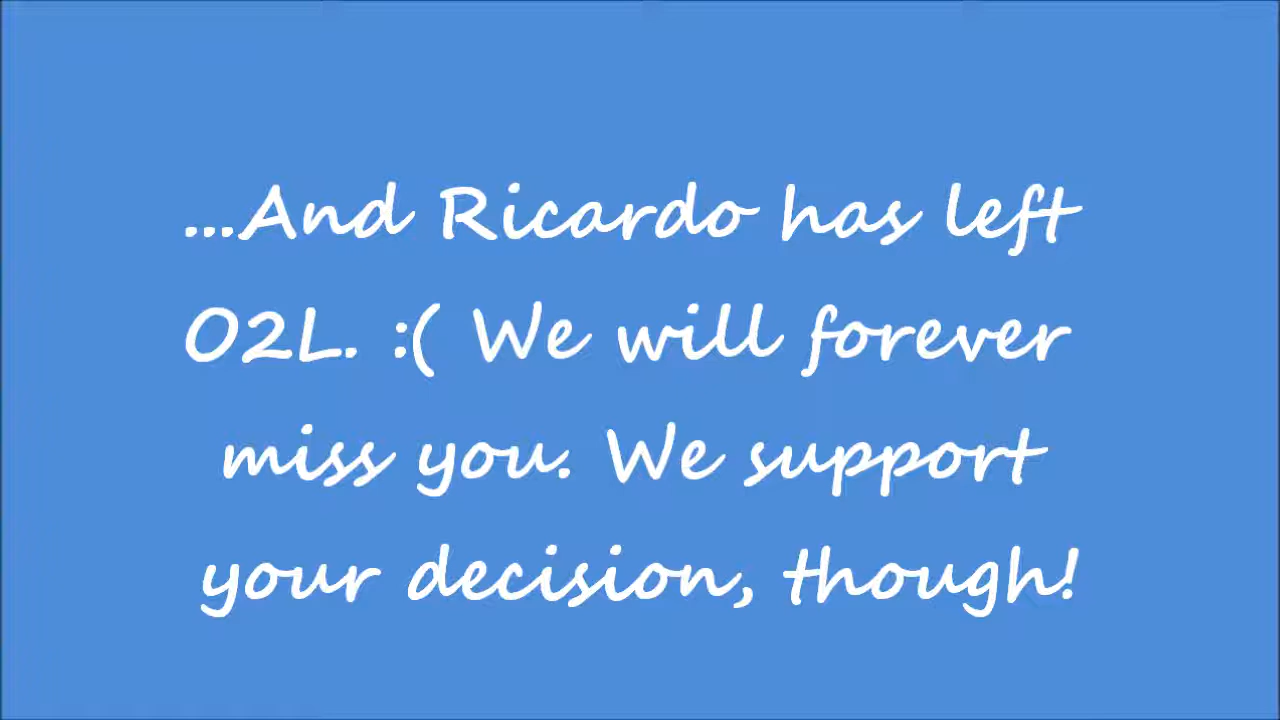 ...And Ricardo has left
O2L. :( We will forever
miss you. We support
your decision, though!